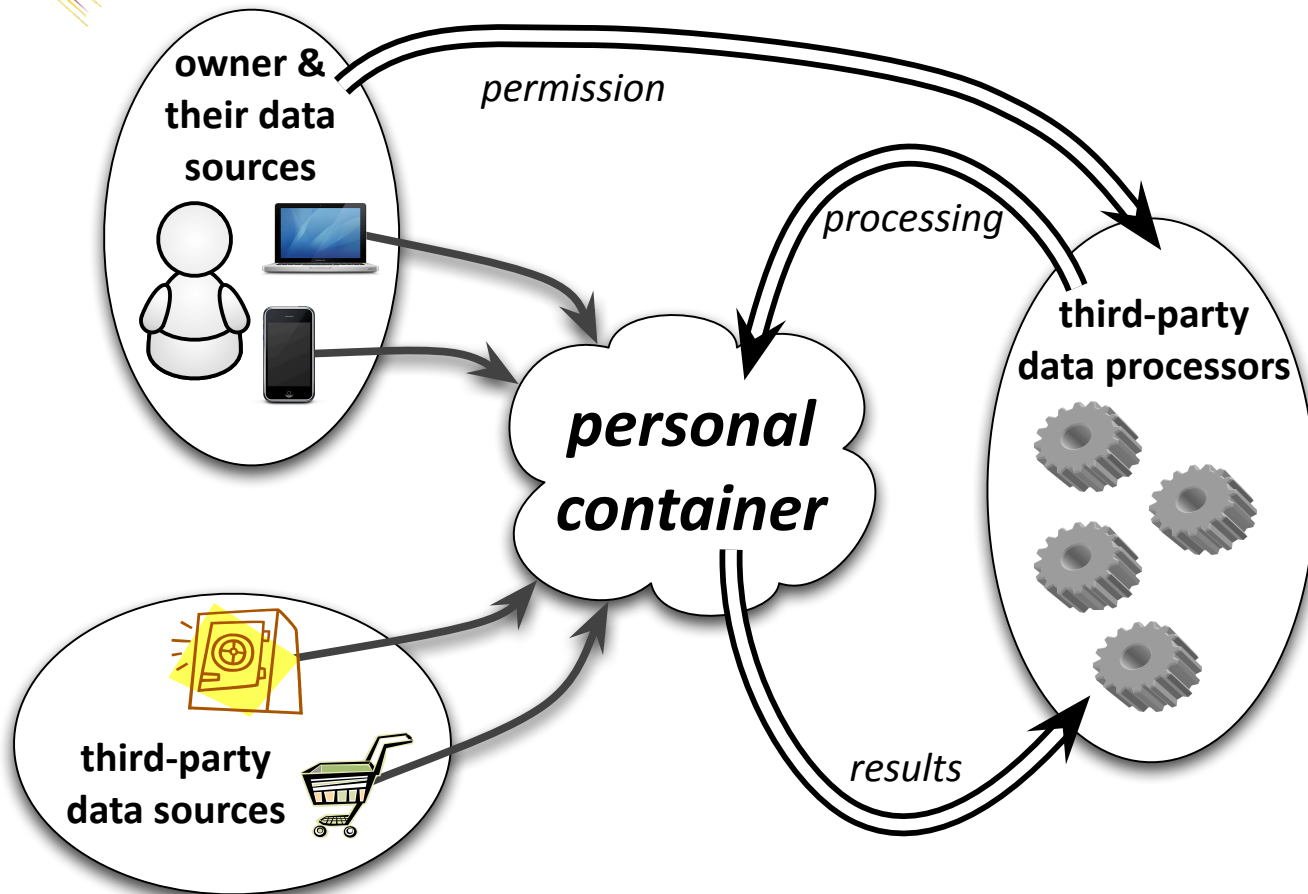 owner &
their data
sources
permission
processing
third-party
data processors
personal
container
third-party
data sources
results